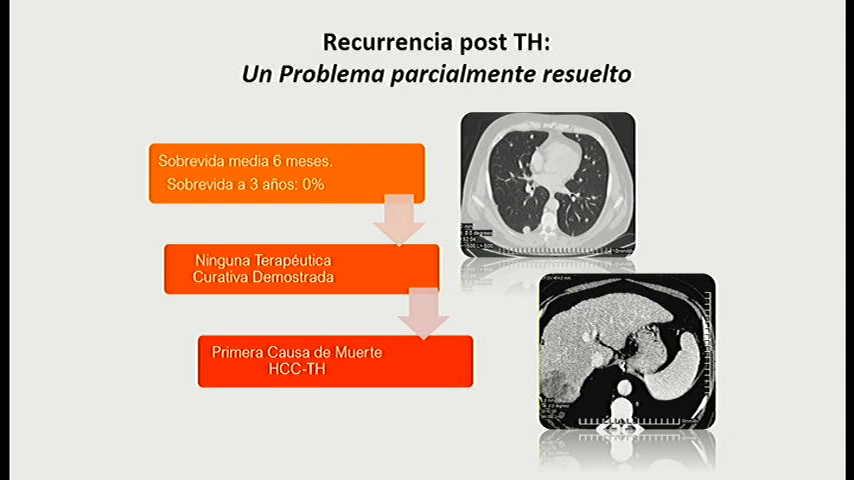 Recurrencia post TH:
Un Problema parcialmente resuelto
Sobrevida media 6 meses.
Sobrevida a 3 años: 0%
Ninguna Terapéutica
Curativa Demostrada
Primera Causa de Muerte
HCC-TH